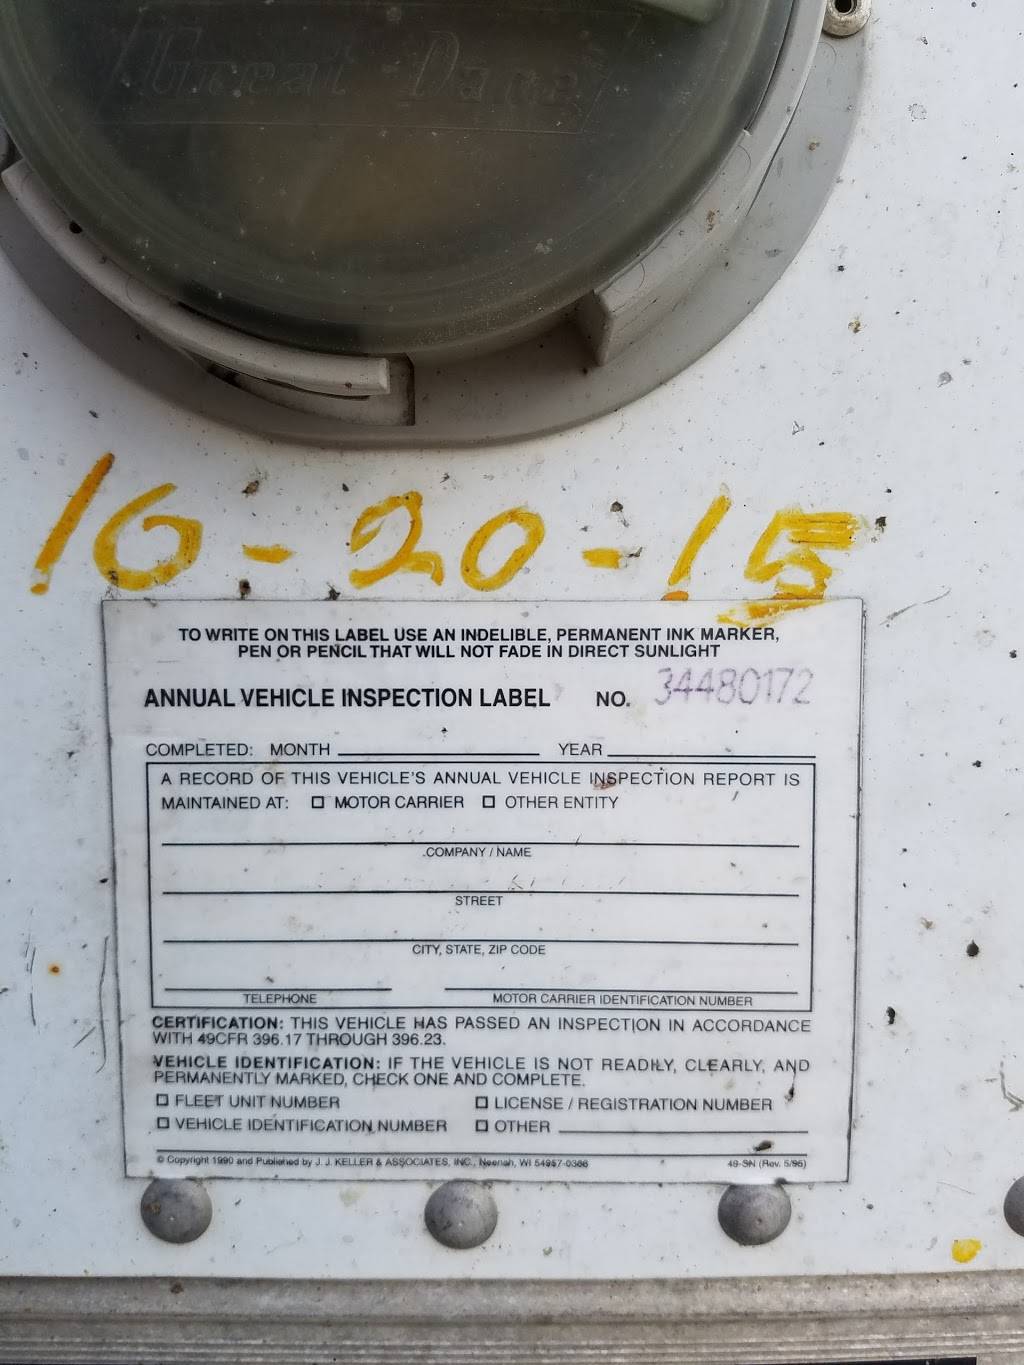 Great Dane
10-20-15
TO WRITE ON THIS LABEL USE AN INDELIBLE, PERMANENT INK MARKER,
PEN OR PENCIL THAT WILL NOT FADE IN DIRECT SUNLIGHT
ANNUAL VEHICLE INSPECTION LABEL NO. 34480172
COMPLETED: MONTH YEAR
A RECORD OF THIS VEHICLE'S ANNUAL VEHICLE INSPECTION REPORT IS
MAINTAINED AT: ☐ MOTOR CARRIER ☐ OTHER ENTITY
COMPANY / NAME
STREET
CITY, STATE, ZIP CODE
TELEPHONE MOTOR CARRIER IDENTIFICATION NUMBER
CERTIFICATION: THIS VEHICLE HAS PASSED AN INSPECTION IN ACCORDANCE
WITH 49CFR 396.17 THROUGH 396.23.
VEHICLE IDENTIFICATION: IF THE VEHICLE IS NOT READILY, CLEARLY, AND
PERMANENTLY MARKED, CHECK ONE AND COMPLETE.
☐ FLEET UNIT NUMBER ☐ LICENSE / REGISTRATION NUMBER
☐ VEHICLE IDENTIFICATION NUMBER ☐ OTHER
© Copyright 1990 and Published by J. J. KELLER & ASSOCIATES, INC., Neenah, WI 54957-0368 49-SN (Rev. 5/95)